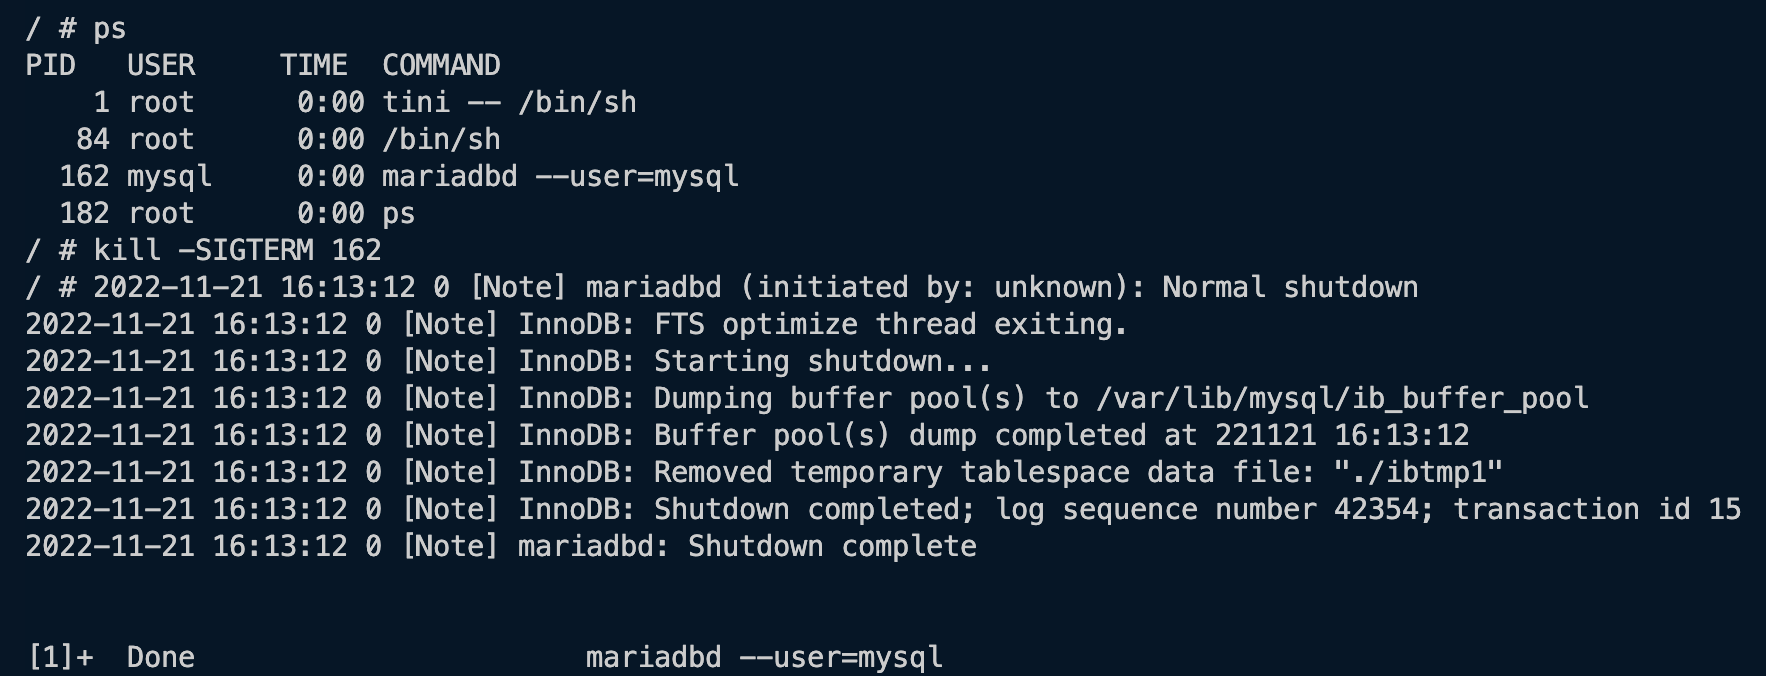 / # ps
PID   USER     TIME  COMMAND
    1 root      0:00 tini -- /bin/sh
   84 root      0:00 /bin/sh
  162 mysql     0:00 mariadbd --user=mysql
  182 root      0:00 ps
/ # kill -SIGTERM 162
/ # 2022-11-21 16:13:12 0 [Note] mariadbd (initiated by: unknown): Normal shutdown
2022-11-21 16:13:12 0 [Note] InnoDB: FTS optimize thread exiting.
2022-11-21 16:13:12 0 [Note] InnoDB: Starting shutdown...
2022-11-21 16:13:12 0 [Note] InnoDB: Dumping buffer pool(s) to /var/lib/mysql/ib_buffer_pool
2022-11-21 16:13:12 0 [Note] InnoDB: Buffer pool(s) dump completed at 221121 16:13:12
2022-11-21 16:13:12 0 [Note] InnoDB: Removed temporary tablespace data file: "./ibtmp1"
2022-11-21 16:13:12 0 [Note] InnoDB: Shutdown completed; log sequence number 42354; transaction id 15
2022-11-21 16:13:12 0 [Note] mariadbd: Shutdown complete
[1]+  Done                       mariadbd --user=mysql